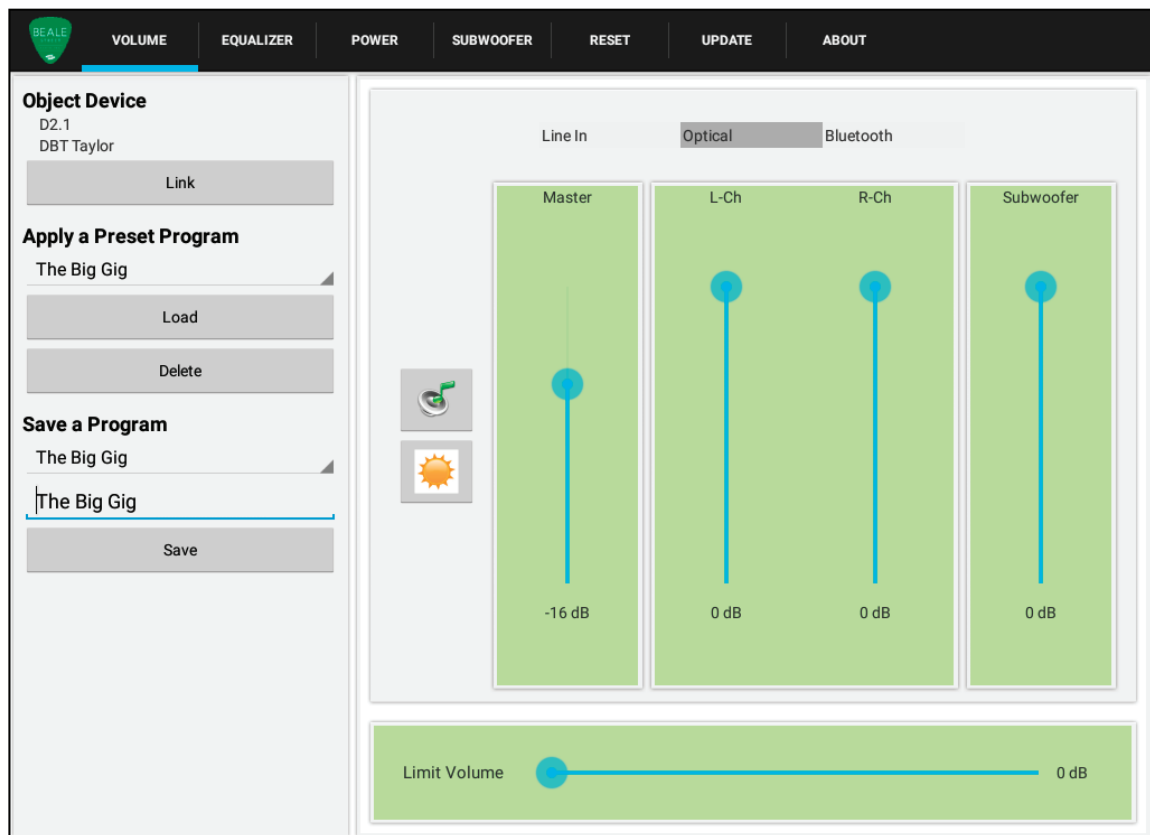 BEALE
VOLUME
EQUALIZER
POWER
SUBWOOFER
RESET
UPDATE
ABOUT
Object Device
D2.1
DBT Taylor
Link
Apply a Preset Program
The Big Gig
Load
Delete
Save a Program
The Big Gig
The Big Gig
Save
Line In
Optical
Bluetooth
Master
L-Ch
R-Ch
Subwoofer
-16 dB
0 dB
0 dB
0 dB
Limit Volume
0 dB